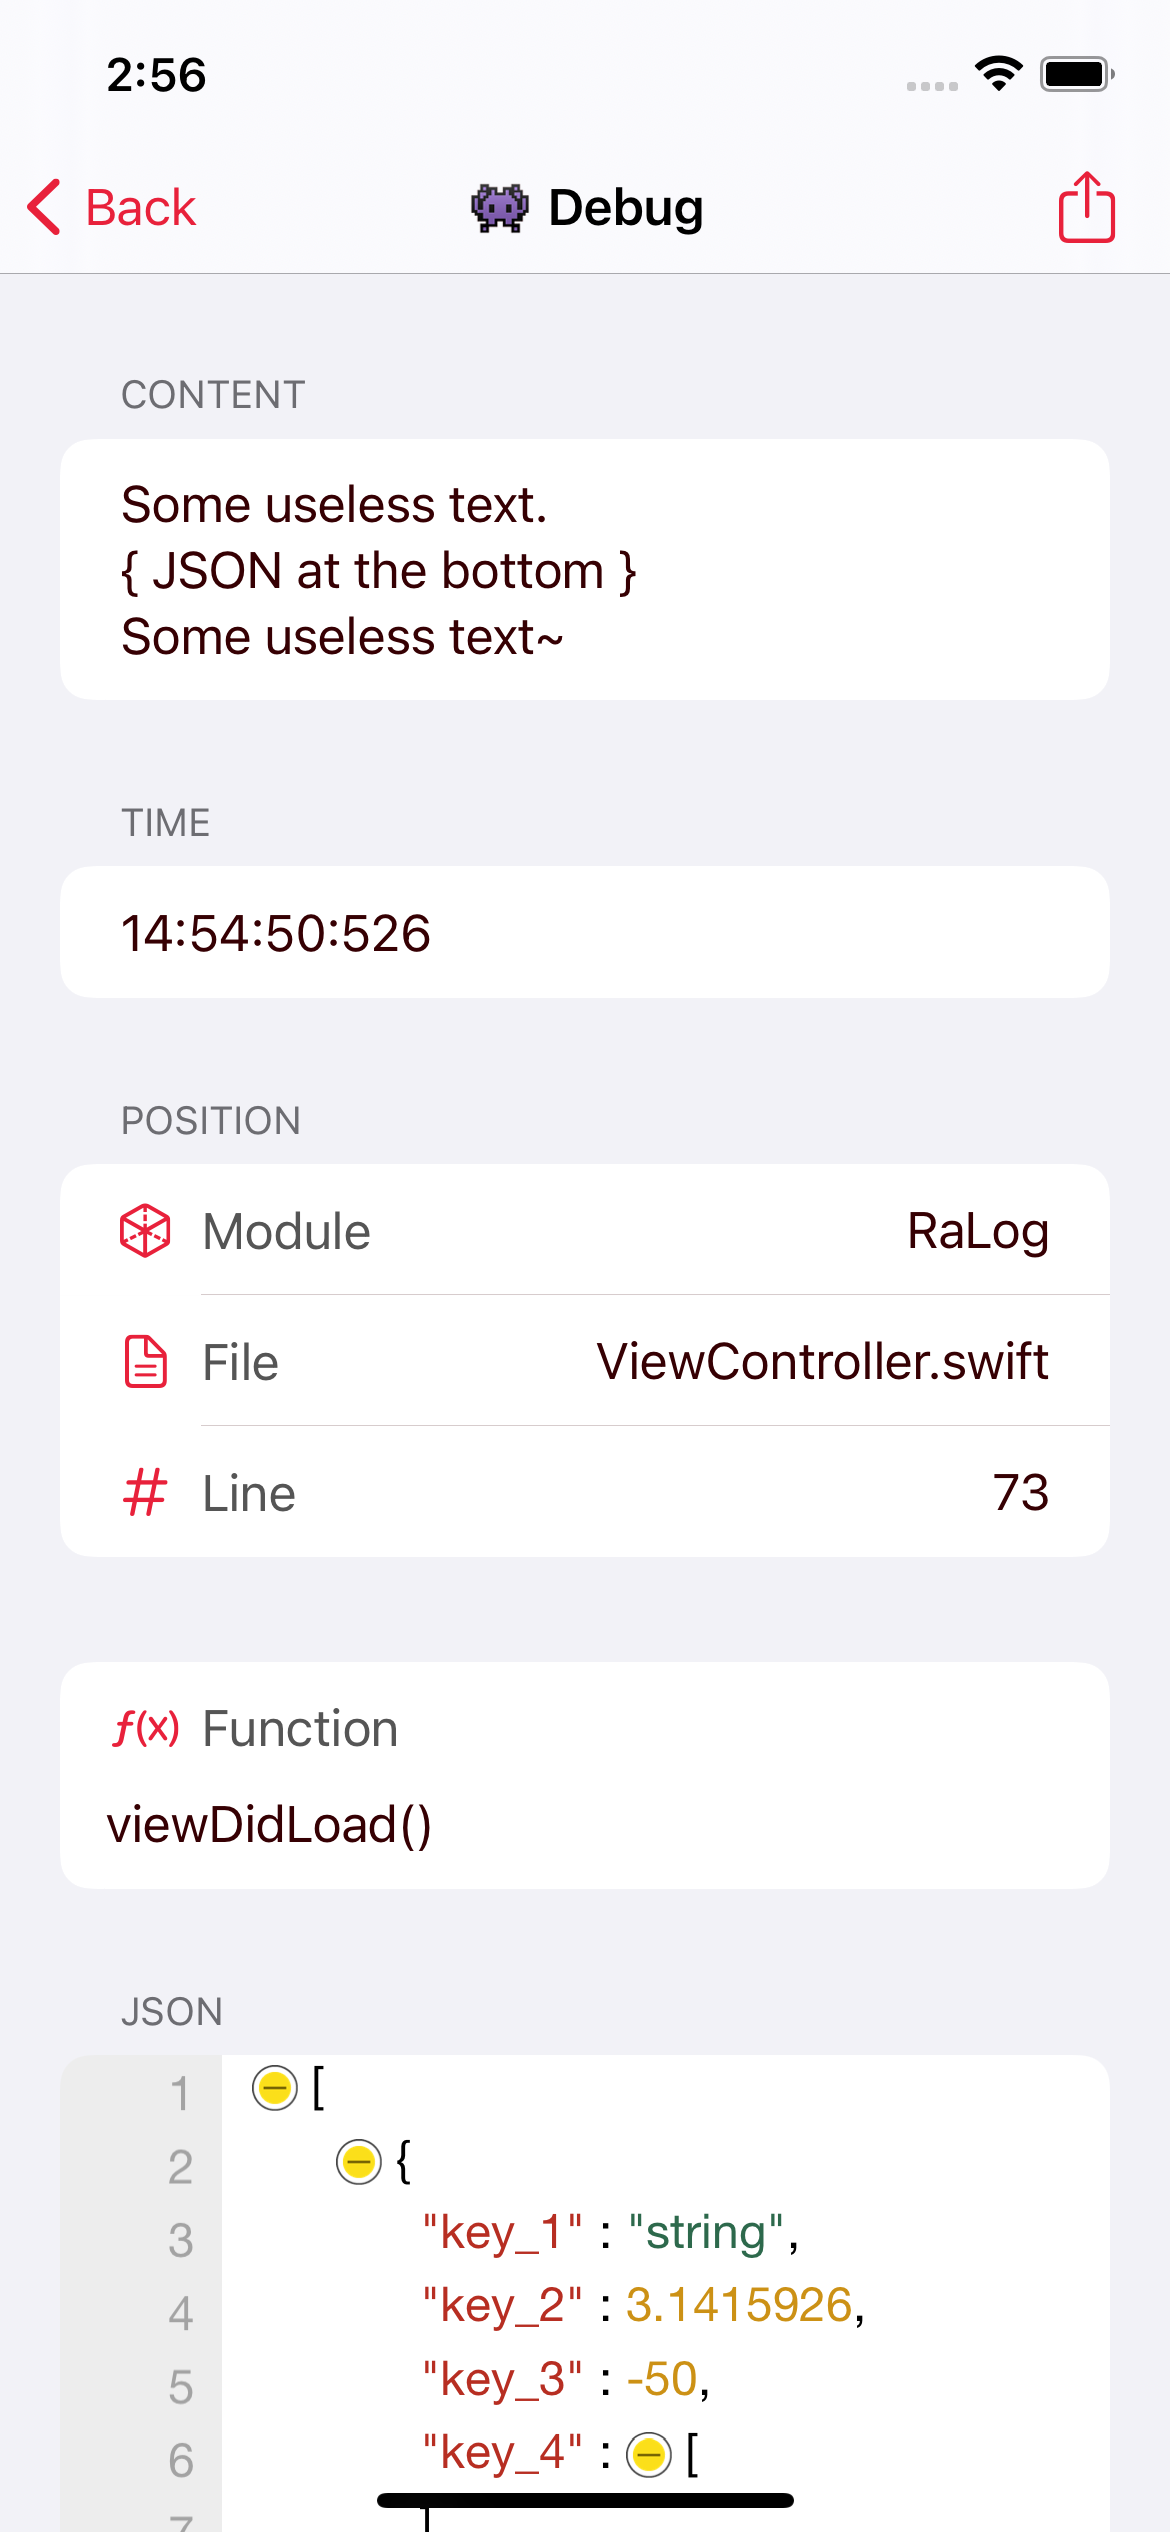 2:56
Back
👾 Debug
CONTENT
Some useless text.
{ JSON at the bottom }
Some useless text~
TIME
14:54:50:526
POSITION
Module RaLog
File ViewController.swift
# Line 73
f(x) Function
viewDidLoad()
JSON
1 [
2 {
3 "key_1" : "string",
4 "key_2" : 3.1415926,
5 "key_3" : -50,
6 "key_4" : [
7